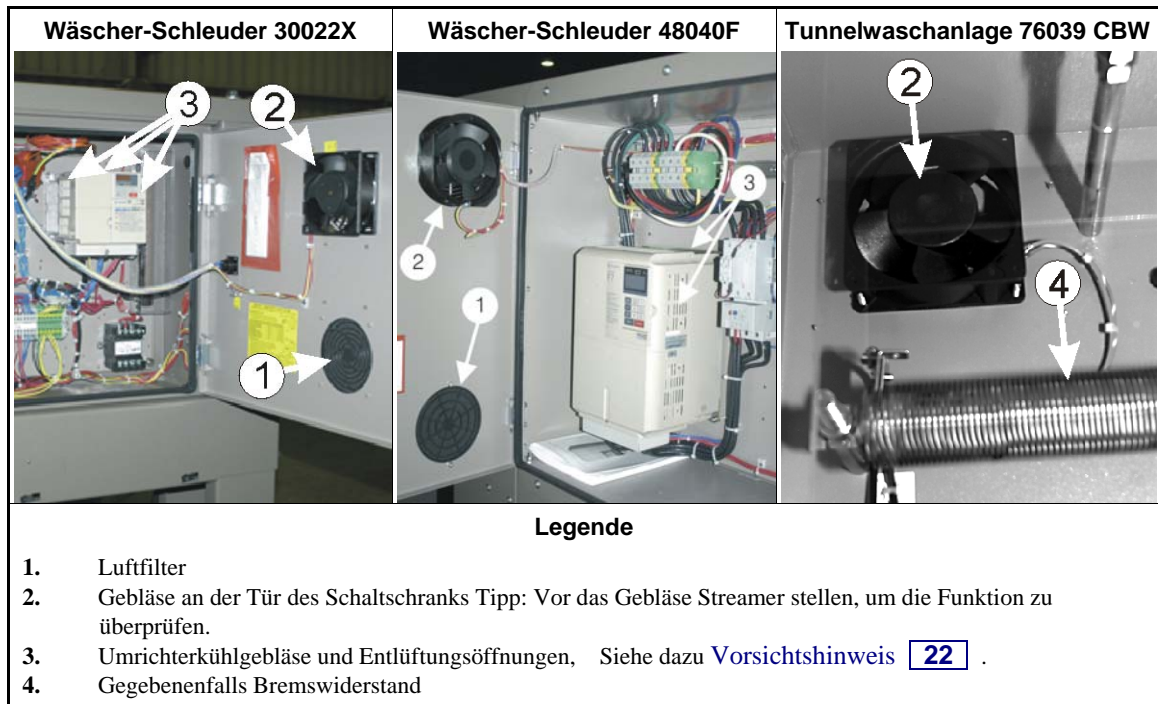 Wäscher-Schleuder 30022X
Wäscher-Schleuder 48040F
Tunnelwaschanlage 76039 CBW
3
2
1
2
1
3
2
4
Legende
1. Luftfilter
2. Gebläse an der Tür des Schaltschranks Tipp: Vor das Gebläse Streamer stellen, um die Funktion zu
überprüfen.
3. Umrichterkühlgebläse und Entlüftungsöffnungen, Siehe dazu Vorsichtshinweis 22 .
4. Gegebenenfalls Bremswiderstand